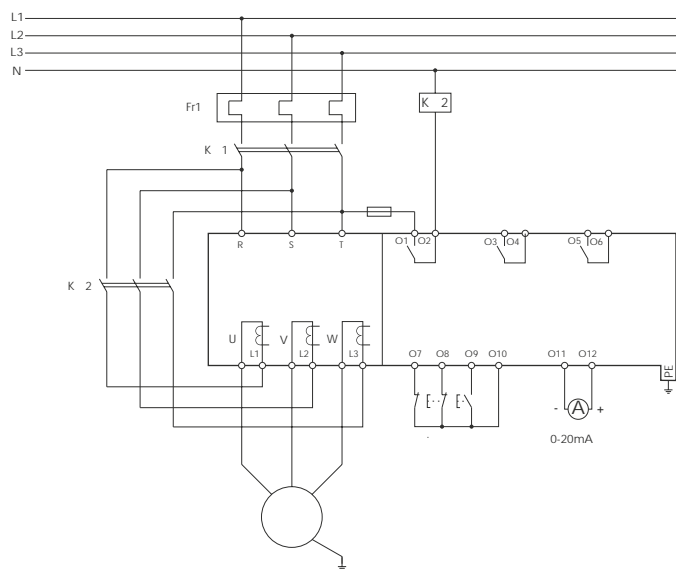 L1
L2
L3
N
Fr1
K 2
K 1
R S T
O1 O2 O3 O4 O5 O6
K 2
U V W
L1 L2 L3
O7 O8 O9 O10 O11 O12
PE
- A +
0-20mA